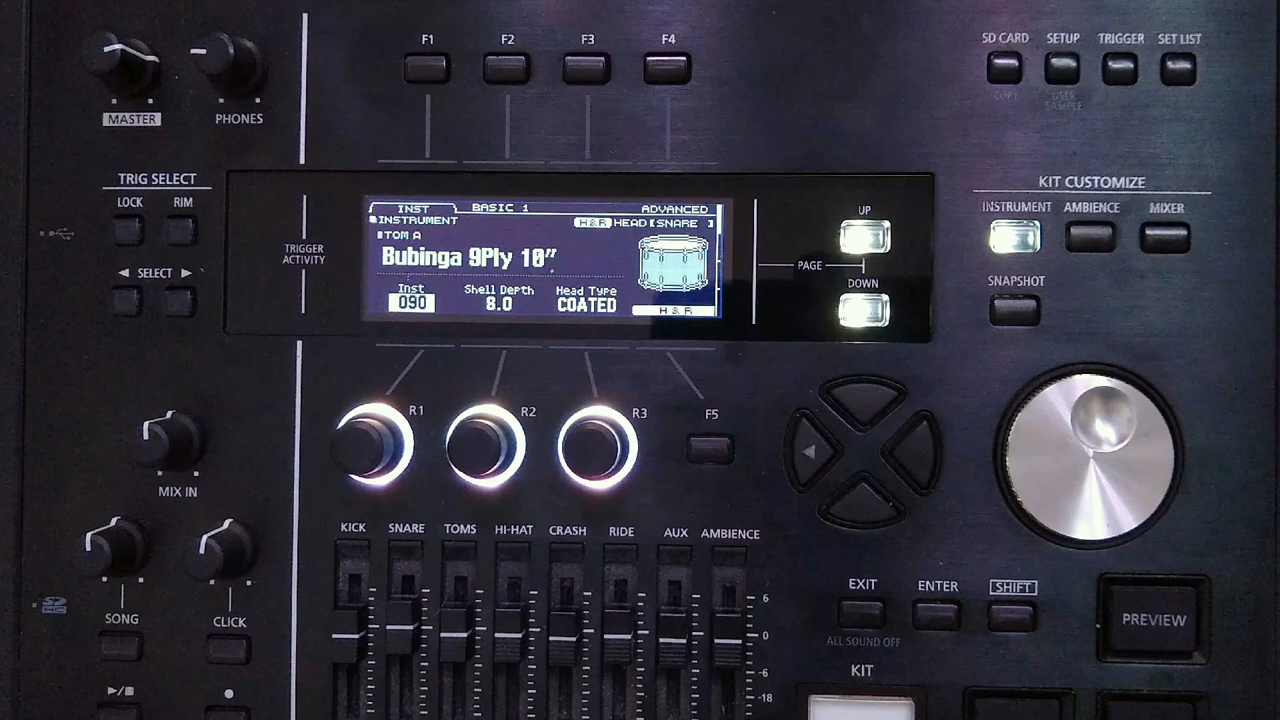 F1 F2 F3 F4
SD CARD SETUP TRIGGER SET LIST
COPY USER
SAMPLE
MASTER PHONES
TRIG SELECT
LOCK RIM
SELECT
TRIGGER
ACTIVITY
INST BASIC 1 ADVANCED
INSTRUMENT H&R HEAD [SNARE ]
TOM A
Bubinga 9Ply 10"
Inst Shell Depth Head Type
090 8.0 COATED
H & R
UP
PAGE
DOWN
KIT CUSTOMIZE
INSTRUMENT AMBIENCE MIXER
SNAPSHOT
R1 R2 R3 F5
MIX IN
KICK SNARE TOMS HI-HAT CRASH RIDE AUX AMBIENCE
6
0
-6
-18
SONG CLICK
EXIT ENTER SHIFT
ALL SOUND OFF
PREVIEW
KIT